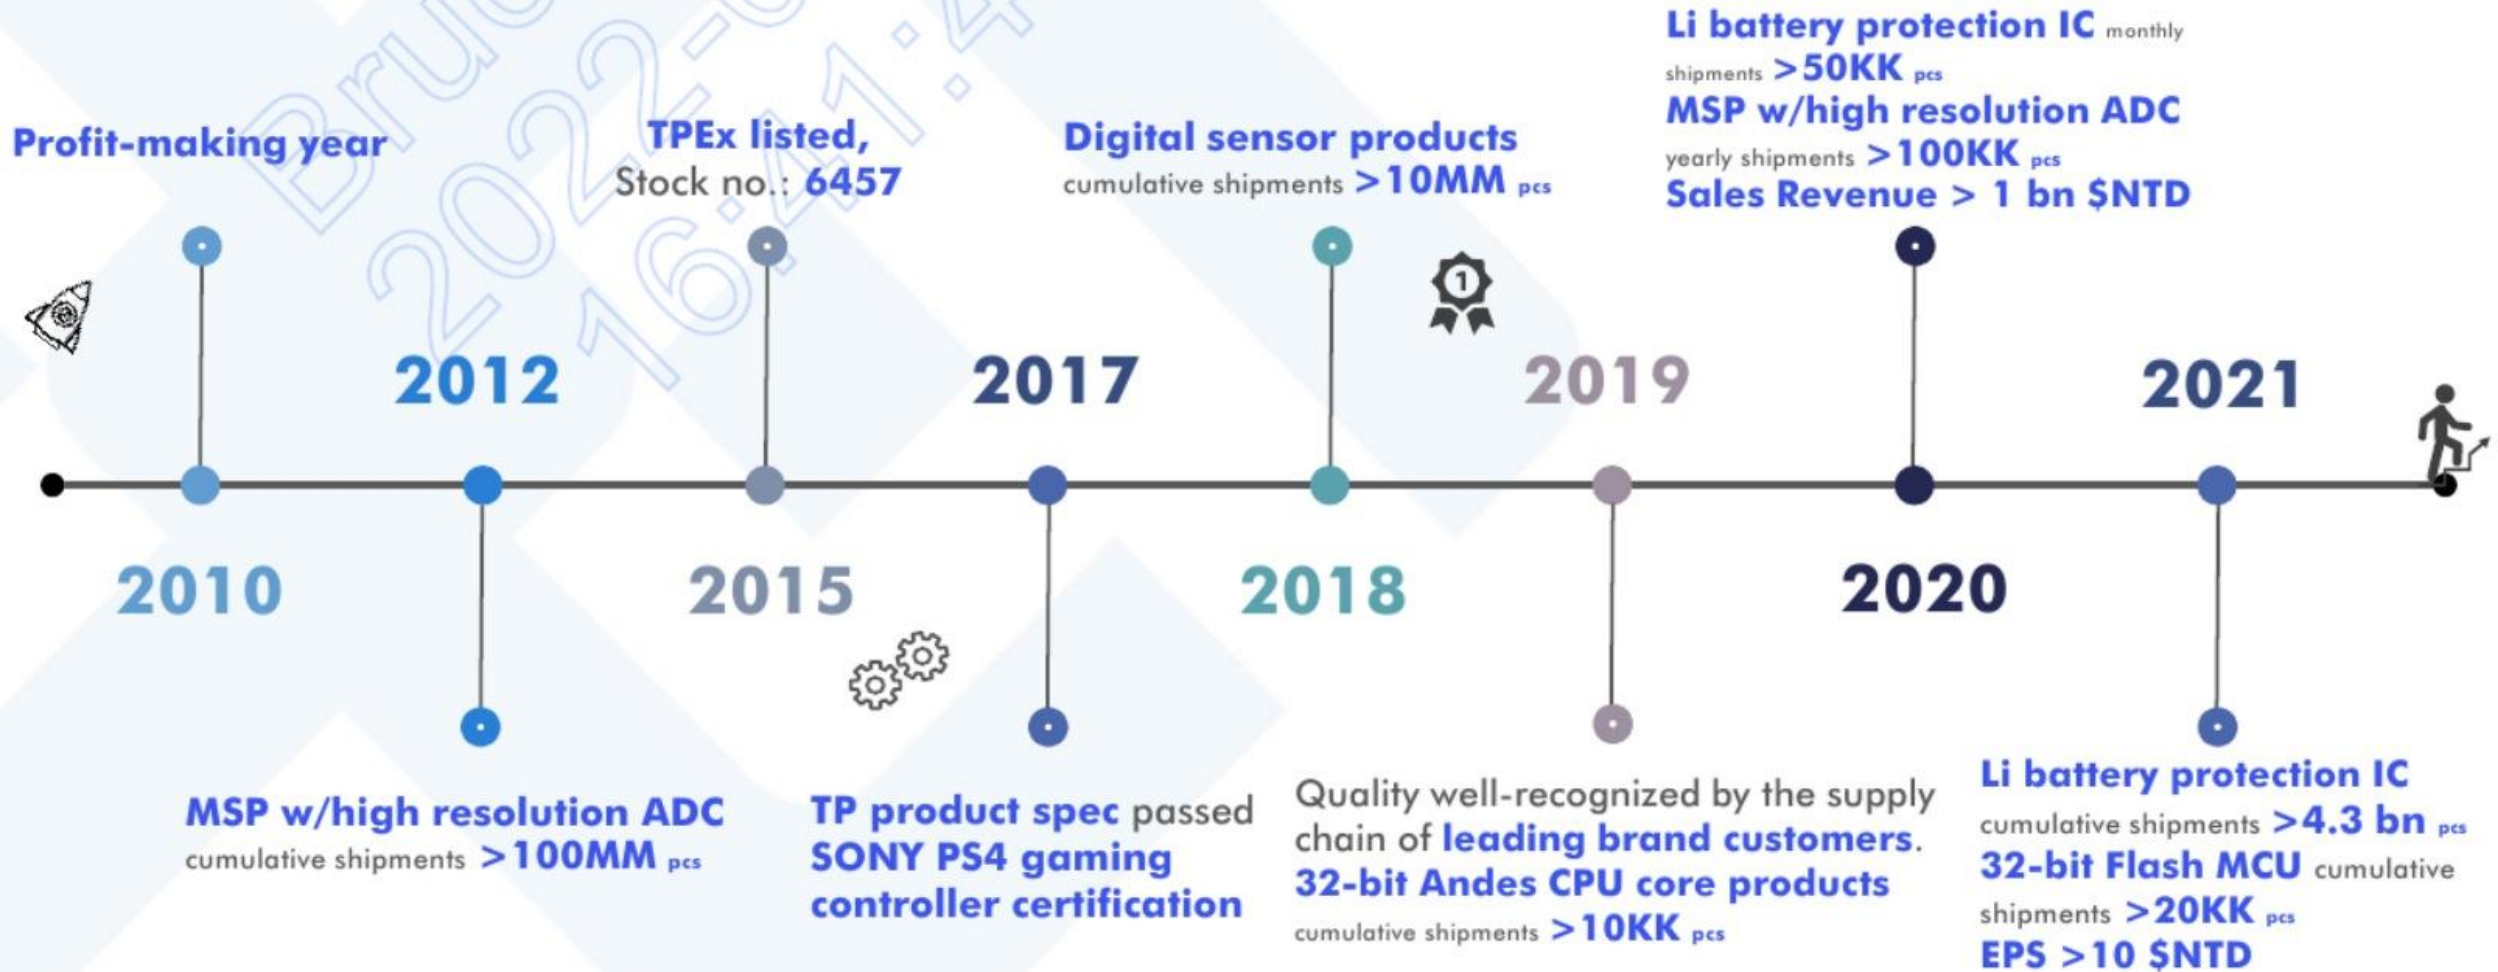 Profit-making year
2010
2012
MSP w/high resolution ADC
cumulative shipments >100MM pcs
TPEx listed,
Stock no.: 6457
2015
2017
TP product spec passed
SONY PS4 gaming
controller certification
Digital sensor products
cumulative shipments >10MM pcs
2018
1
2019
Quality well-recognized by the supply
chain of leading brand customers.
32-bit Andes CPU core products
cumulative shipments >10KK pcs
Li battery protection IC monthly
shipments >50KK pcs
MSP w/high resolution ADC
yearly shipments >100KK pcs
Sales Revenue > 1 bn $NTD
2020
2021
Li battery protection IC
cumulative shipments >4.3 bn pcs
32-bit Flash MCU cumulative
shipments >20KK pcs
EPS >10 $NTD